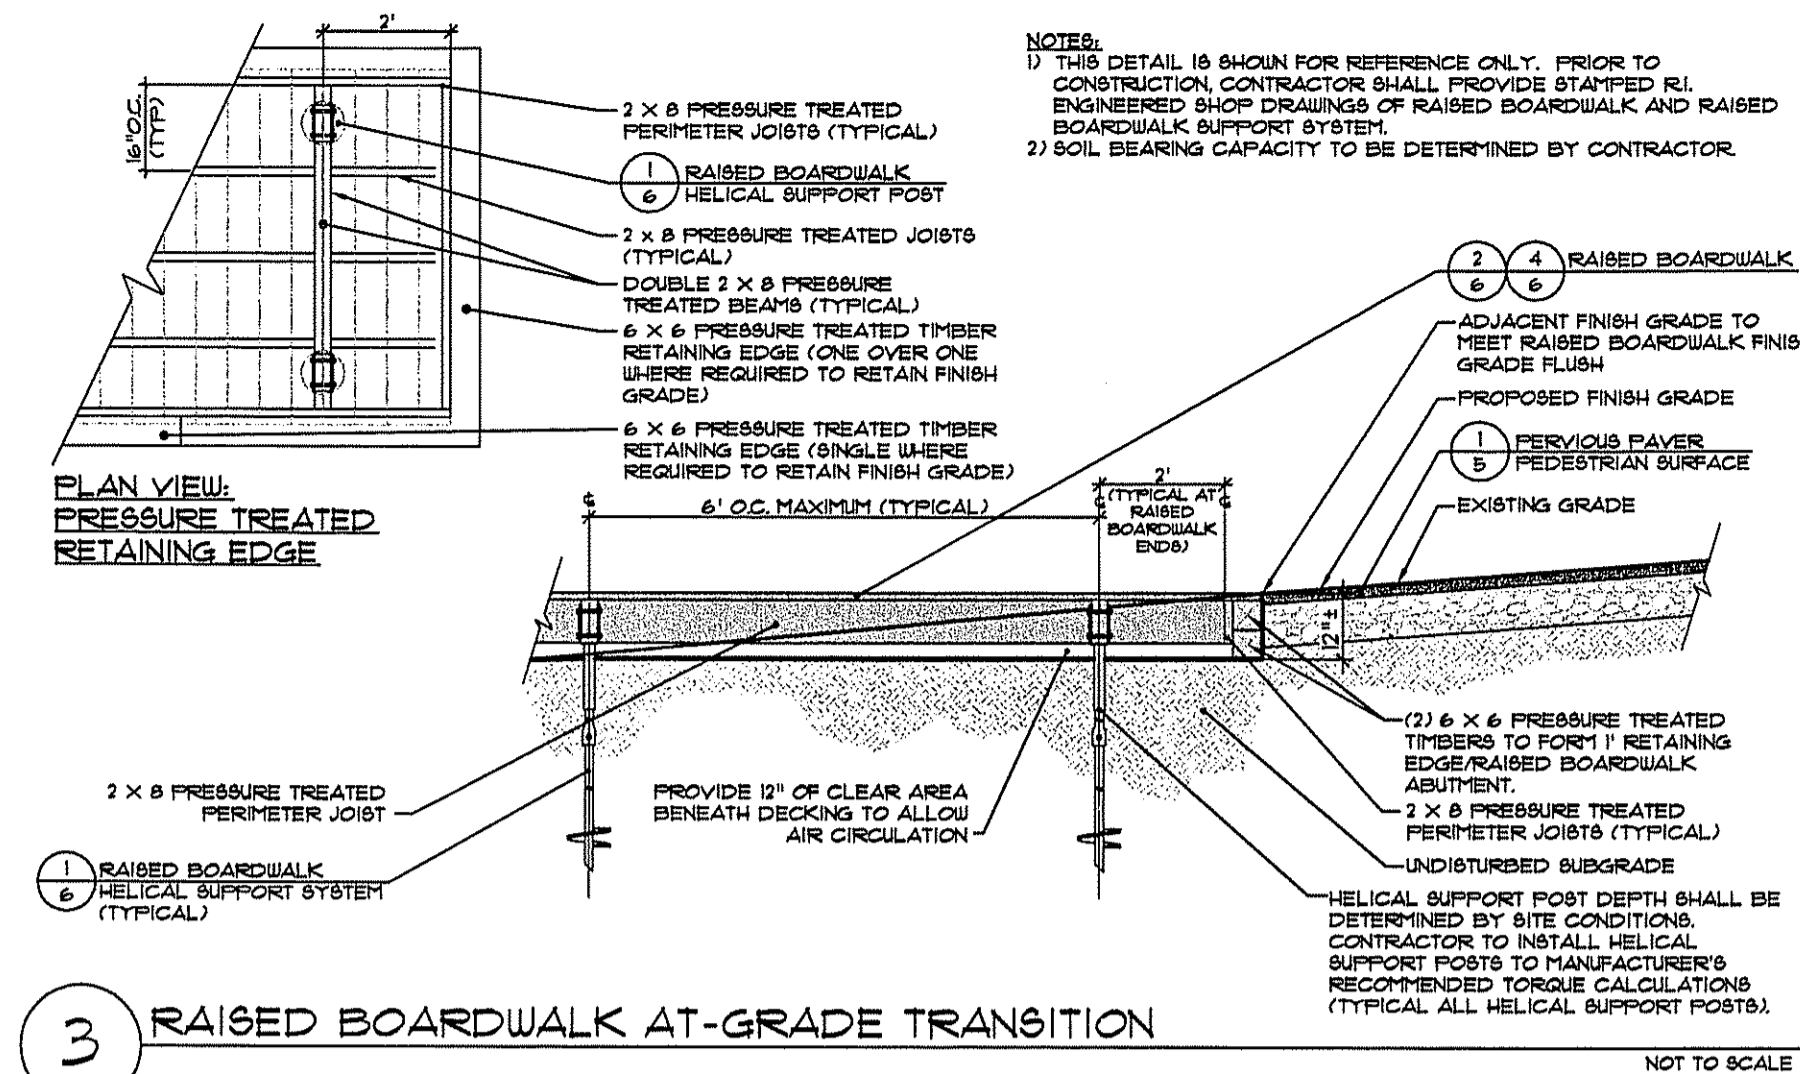 2'
16" O.C.
(TYP)
2 X 8 PRESSURE TREATED
PERIMETER JOISTS (TYPICAL)
1
6
RAISED BOARDWALK
HELICAL SUPPORT POST
2 X 8 PRESSURE TREATED JOISTS
(TYPICAL)
DOUBLE 2 X 8 PRESSURE
TREATED BEAMS (TYPICAL)
6 X 6 PRESSURE TREATED TIMBER
RETAINING EDGE (ONE OVER ONE
WHERE REQUIRED TO RETAIN FINISH
GRADE)
6 X 6 PRESSURE TREATED TIMBER
RETAINING EDGE (SINGLE WHERE
REQUIRED TO RETAIN FINISH GRADE)
PLAN VIEW:
PRESSURE TREATED
RETAINING EDGE
NOTES:
1) THIS DETAIL IS SHOWN FOR REFERENCE ONLY. PRIOR TO
CONSTRUCTION, CONTRACTOR SHALL PROVIDE STAMPED R.I.
ENGINEERED SHOP DRAWINGS OF RAISED BOARDWALK AND RAISED
BOARDWALK SUPPORT SYSTEM.
2) SOIL BEARING CAPACITY TO BE DETERMINED BY CONTRACTOR.
2
6
4
6
RAISED BOARDWALK
ADJACENT FINISH GRADE TO
MEET RAISED BOARDWALK FINIS
GRADE FLUSH
PROPOSED FINISH GRADE
1
5
PERVIOUS PAVER
PEDESTRIAN SURFACE
EXISTING GRADE
℄
6' O.C. MAXIMUM (TYPICAL)
℄
2'
(TYPICAL AT
RAISED
BOARDWALK
ENDS)
℄
12"±
2 X 8 PRESSURE TREATED
PERIMETER JOIST
1
6
RAISED BOARDWALK
HELICAL SUPPORT SYSTEM
(TYPICAL)
PROVIDE 12" OF CLEAR AREA
BENEATH DECKING TO ALLOW
AIR CIRCULATION
(2) 6 X 6 PRESSURE TREATED
TIMBERS TO FORM 1' RETAINING
EDGE/RAISED BOARDWALK
ABUTMENT.
2 X 8 PRESSURE TREATED
PERIMETER JOISTS (TYPICAL)
UNDISTURBED SUBGRADE
HELICAL SUPPORT POST DEPTH SHALL BE
DETERMINED BY SITE CONDITIONS.
CONTRACTOR TO INSTALL HELICAL
SUPPORT POSTS TO MANUFACTURER'S
RECOMMENDED TORQUE CALCULATIONS
(TYPICAL ALL HELICAL SUPPORT POSTS).
3
RAISED BOARDWALK AT-GRADE TRANSITION
NOT TO SCALE